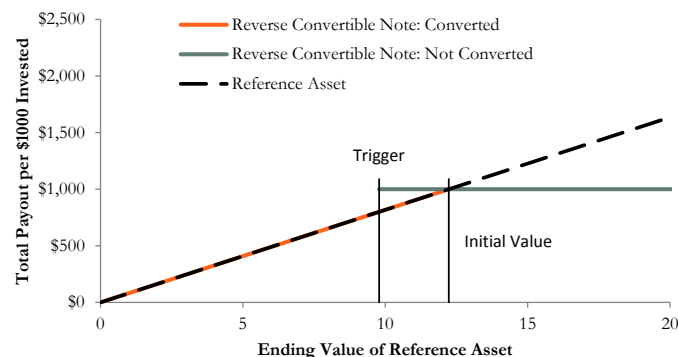 $2,500
$2,000
$1,500
$1,000
$500
$0
Total Payout per $1000 Invested
Reverse Convertible Note: Converted
Reverse Convertible Note: Not Converted
Reference Asset
Trigger
Initial Value
0 5 10 15 20
Ending Value of Reference Asset